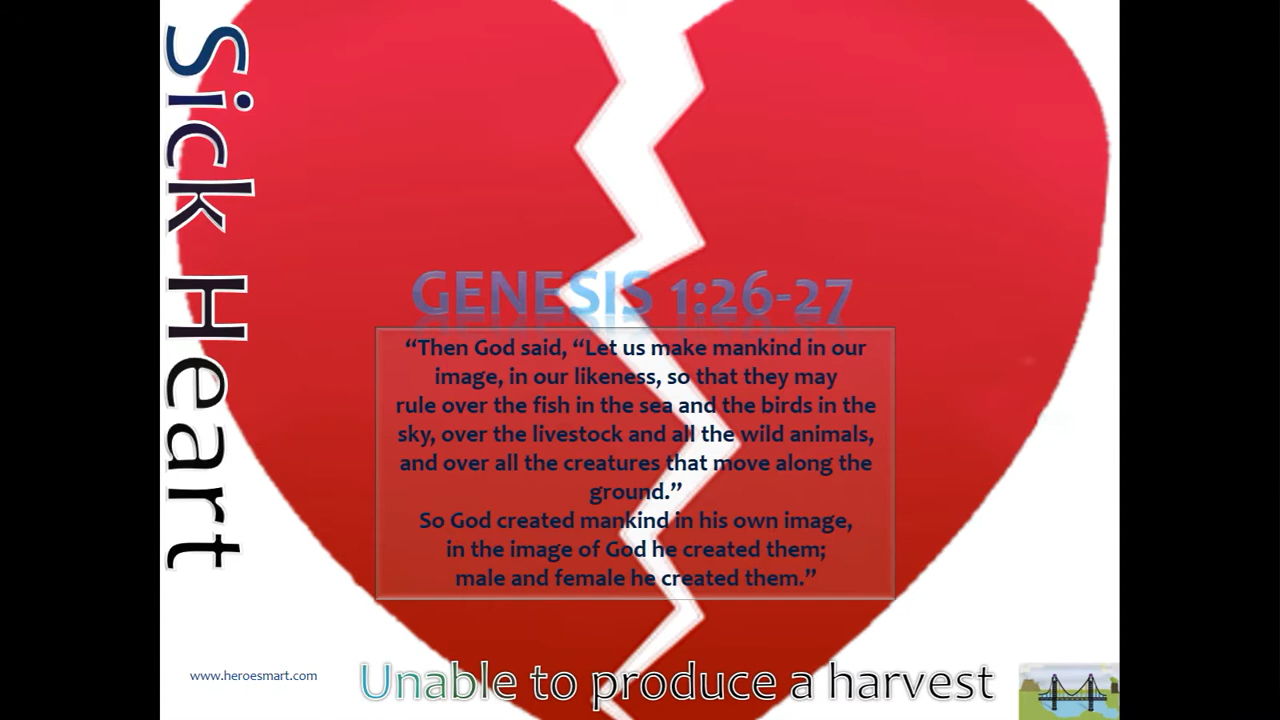 Sick Heart
GENESIS 1:26-27
“Then God said, “Let us make mankind in our
image, in our likeness, so that they may
rule over the fish in the sea and the birds in the
sky, over the livestock and all the wild animals,
and over all the creatures that move along the
ground.”
So God created mankind in his own image,
in the image of God he created them;
male and female he created them.”
www.heroesmart.com
Unable to produce a harvest